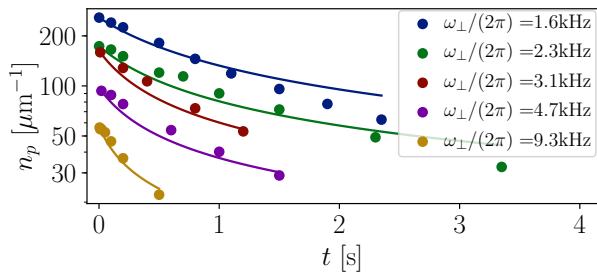 200
100
50
30
n_p [μm⁻¹]
0
1
2
3
4
t [s]
ω⊥/(2π) =1.6kHz
ω⊥/(2π) =2.3kHz
ω⊥/(2π) =3.1kHz
ω⊥/(2π) =4.7kHz
ω⊥/(2π) =9.3kHz